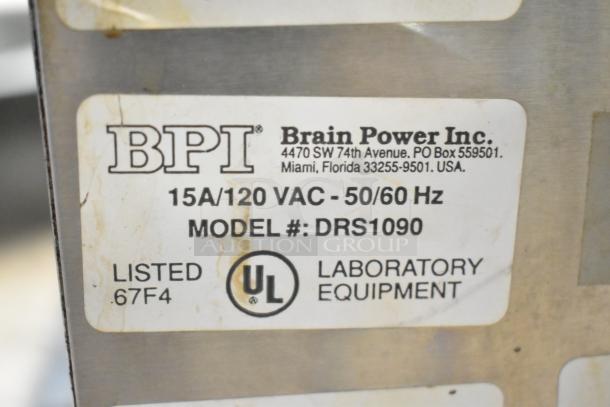 BPI® Brain Power Inc.
4470 SW 74th Avenue. PO Box 559501.
Miami, Florida 33255-9501. USA.
15A/120 VAC - 50/60 Hz
MODEL #: DRS1090
AUCTION GROUP
LISTED
67F4
UL®
LABORATORY
EQUIPMENT